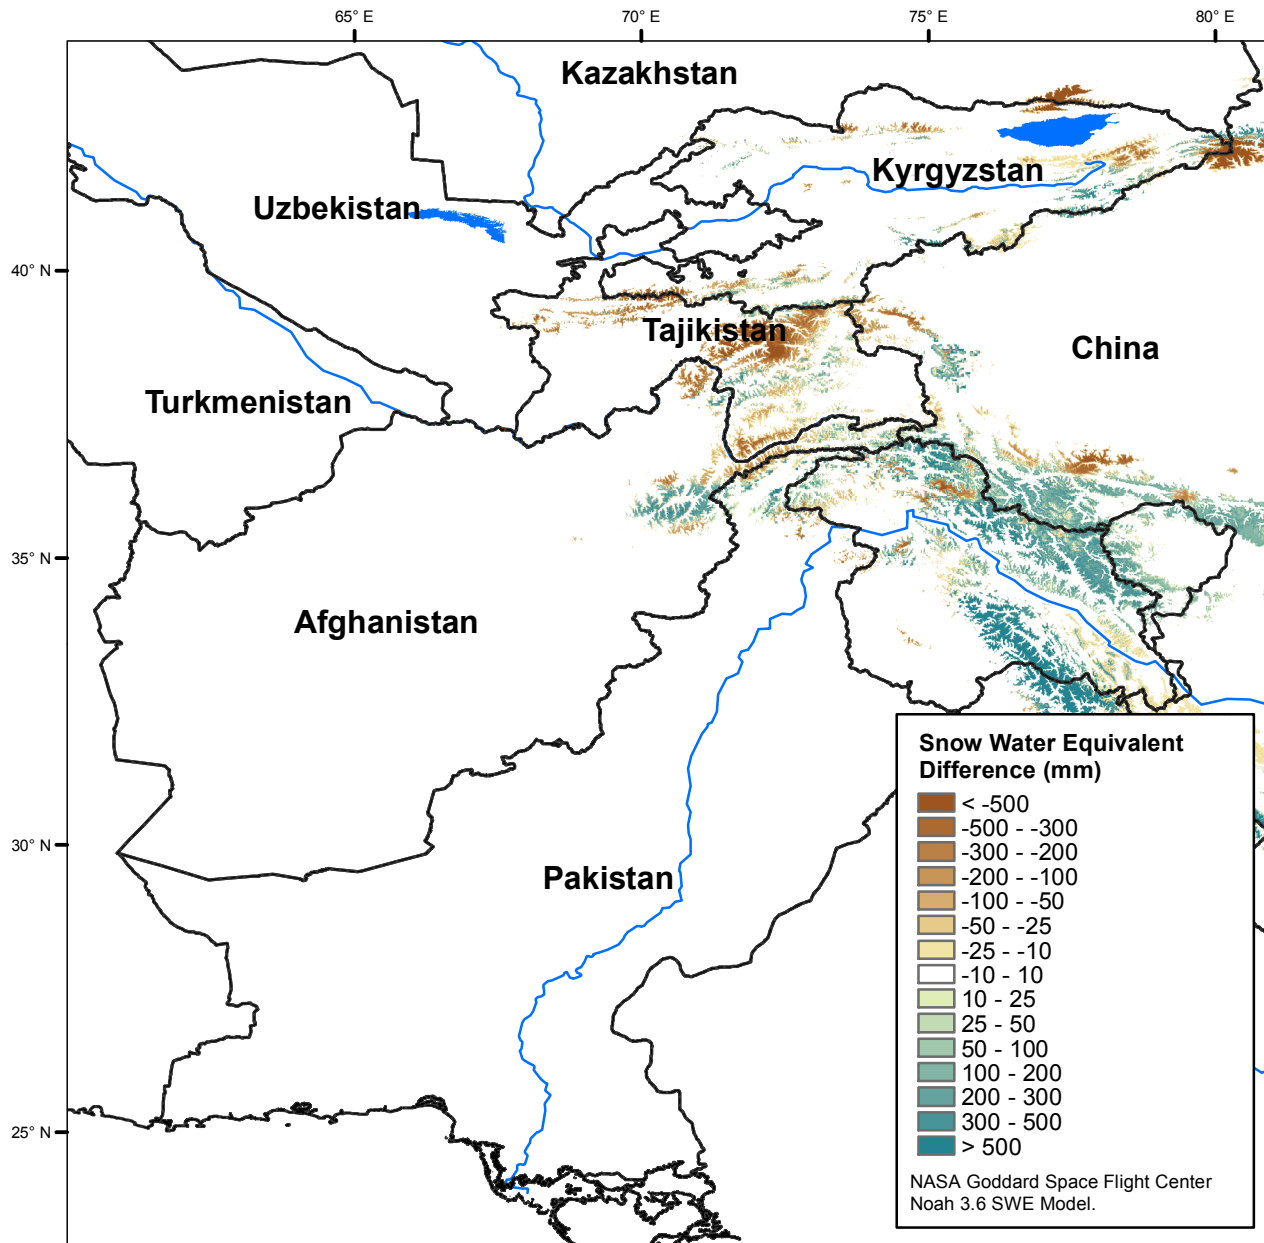 65° E
70° E
75° E
80° E
Kazakhstan
Kyrgyzstan
Uzbekistan
40° N
Tajikistan
China
Turkmenistan
35° N
Afghanistan
Snow Water Equivalent
Difference (mm)
< -500
-500 - -300
-300 - -200
-200 - -100
-100 - -50
-50 - -25
-25 - -10
-10 - 10
10 - 25
25 - 50
50 - 100
100 - 200
200 - 300
300 - 500
> 500
30° N
Pakistan
25° N
NASA Goddard Space Flight Center
Noah 3.6 SWE Model.